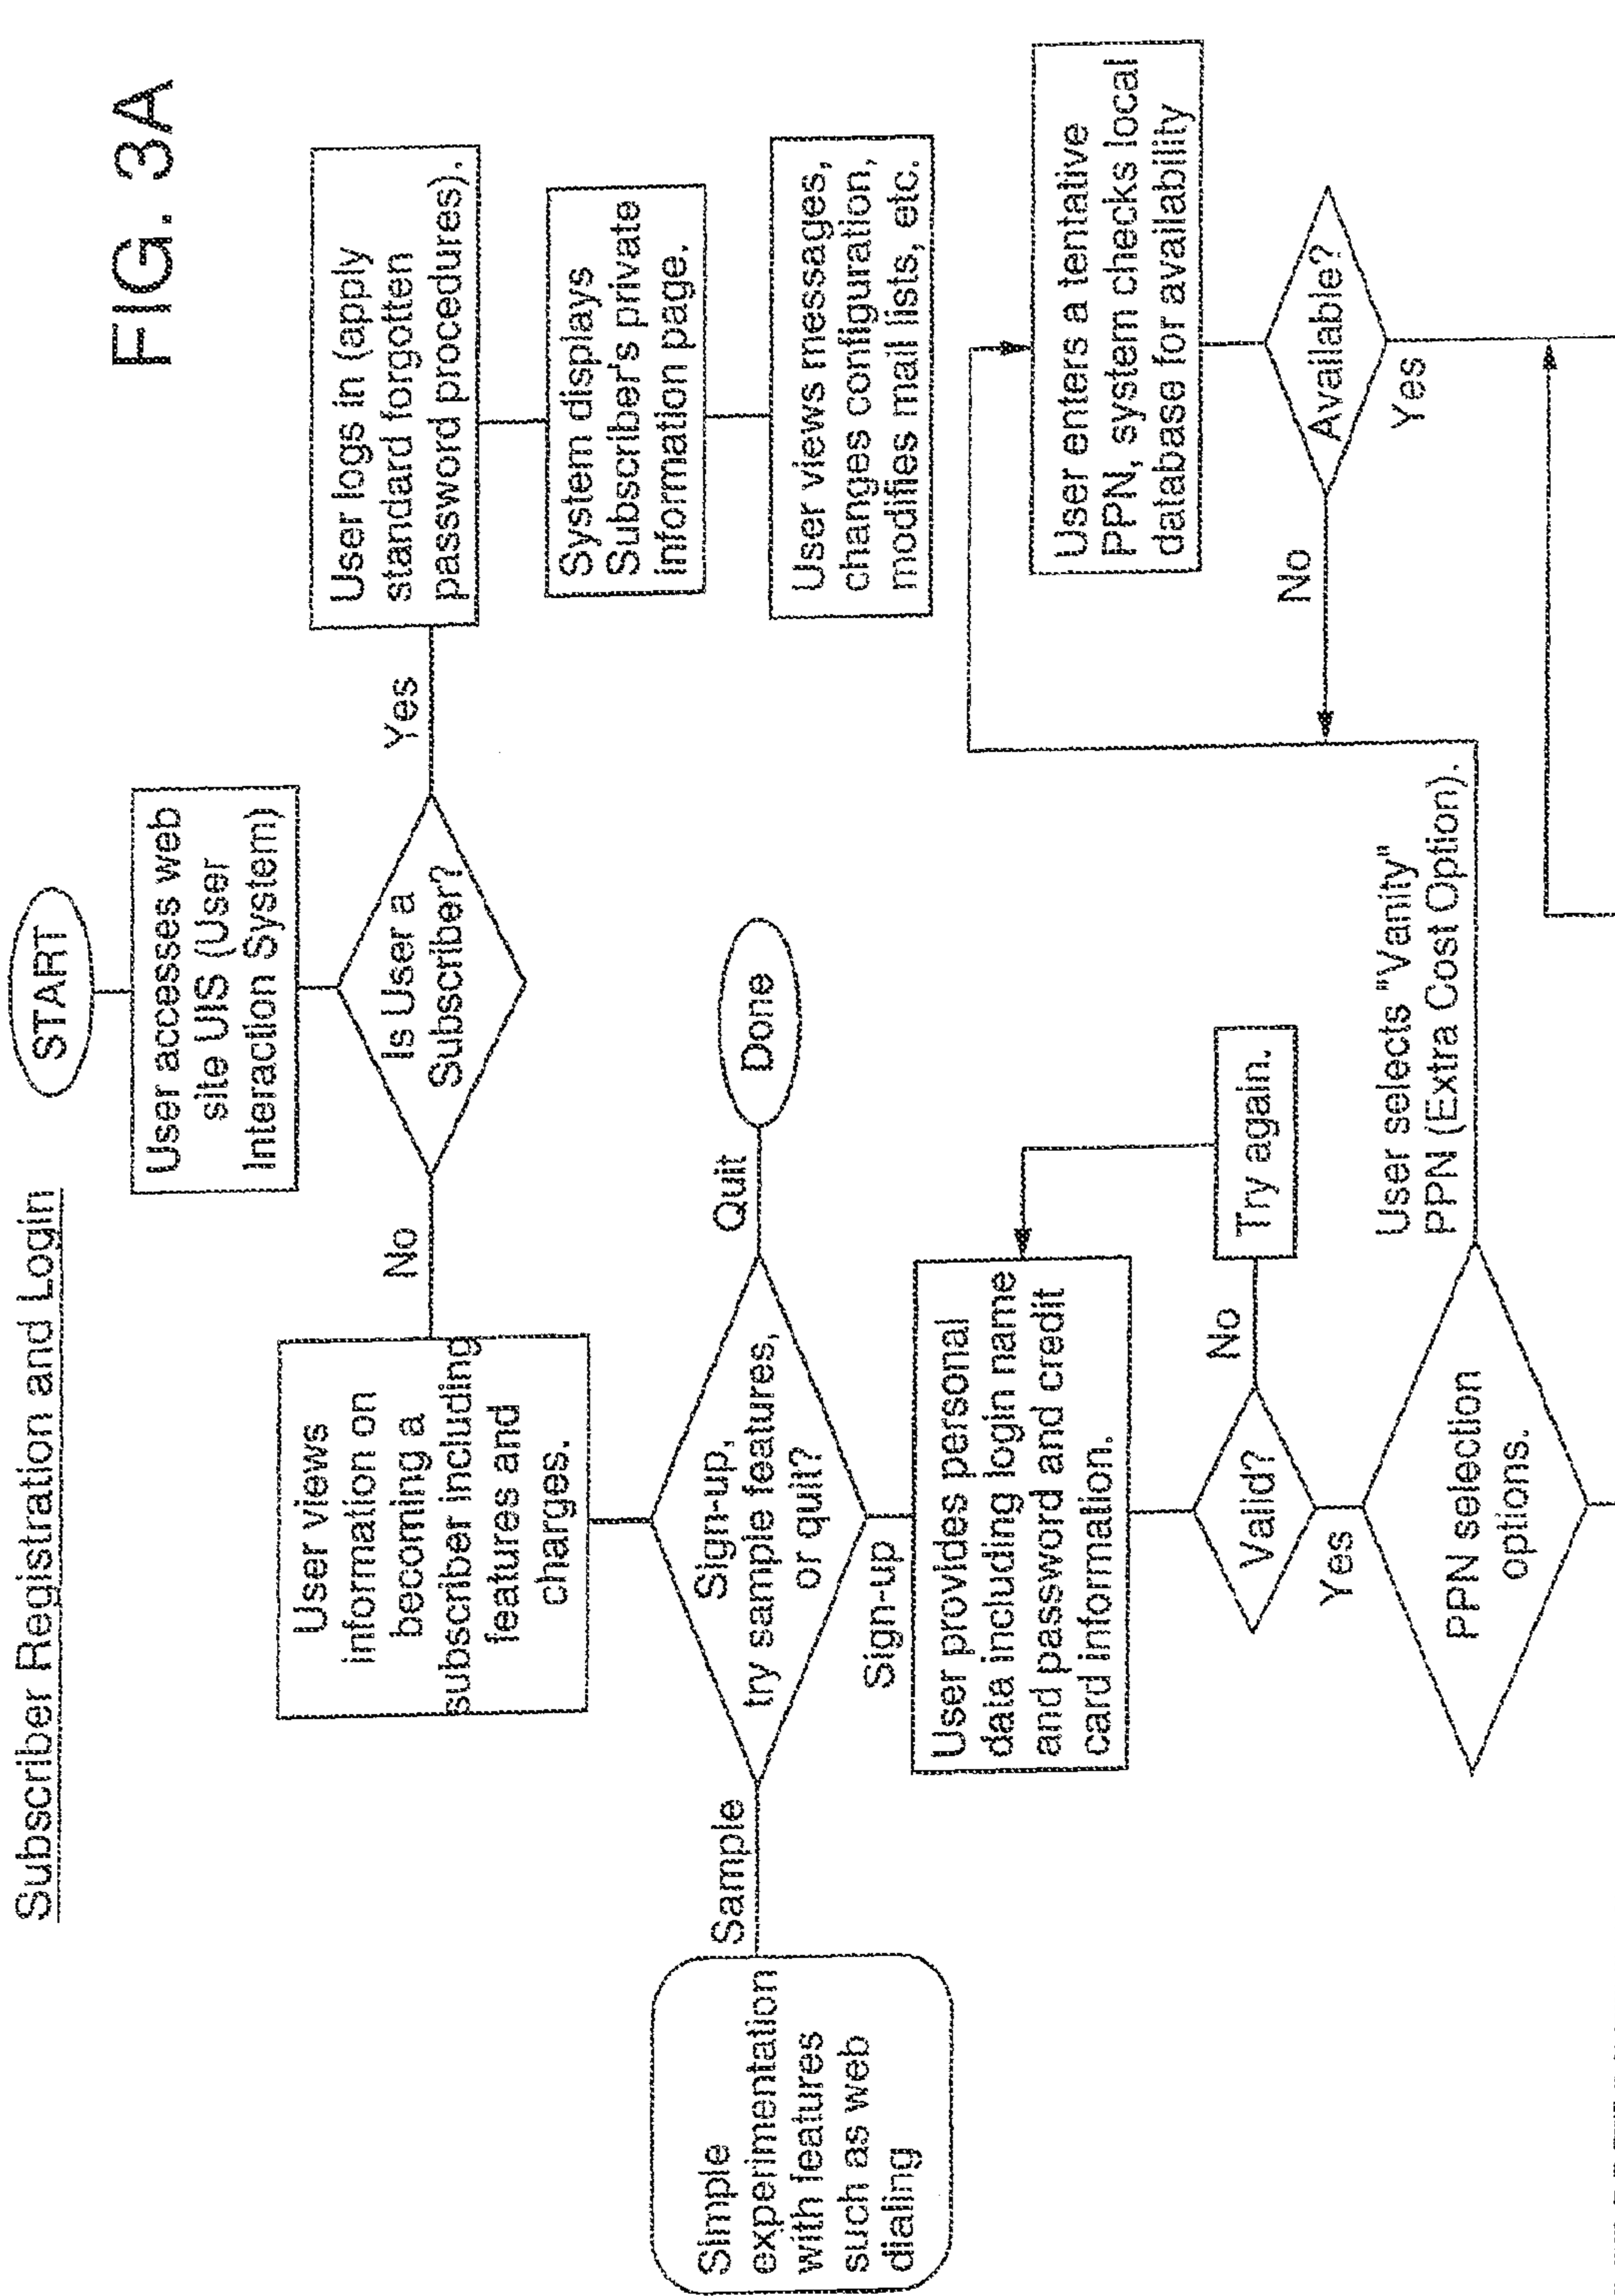 Subscriber Registration and Login
FIG. 3A
START
User accesses web
site UIS (User
Interaction System)
Is User a
Subscriber?
No
Yes
User logs in (apply
standard forgotten
password procedures).
System displays
Subscriber's private
information page.
User views messages,
changes configuration,
modifies mail lists, etc.
User views
information on
becoming a
subscriber including
features and
charges.
Sign-up,
try sample features,
or quit?
Sample
Quit
Done
Simple
experimentation
with features
such as web
dialing
Sign-up
User provides personal
data including login name
and password and credit
card information.
Valid?
No
Try again.
Yes
PPN selection
options.
User selects "Vanity"
PPN (Extra Cost Option).
User enters a tentative
PPN, system checks local
database for availability
Available?
No
Yes